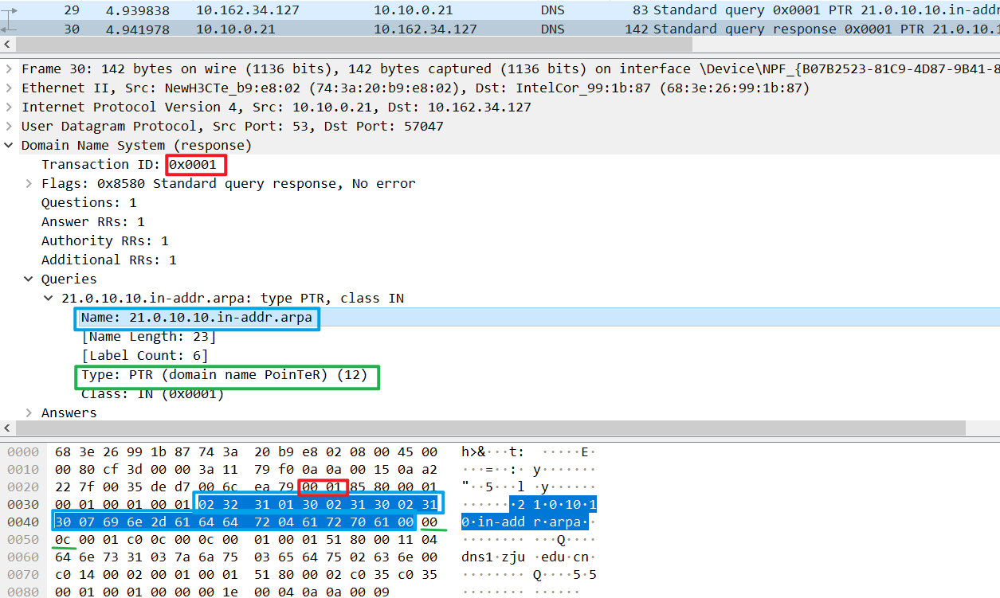 29 4.939838 10.162.34.127 10.10.0.21 DNS 83 Standard query 0x0001 PTR 21.0.10.10.in-addr
30 4.941978 10.10.0.21 10.162.34.127 DNS 142 Standard query response 0x0001 PTR 21.0.10.1
Frame 30: 142 bytes on wire (1136 bits), 142 bytes captured (1136 bits) on interface \Device\NPF_{B07B2523-81C9-4D87-9B41-8
Ethernet II, Src: NewH3CTe_b9:e8:02 (74:3a:20:b9:e8:02), Dst: IntelCor_99:1b:87 (68:3e:26:99:1b:87)
Internet Protocol Version 4, Src: 10.10.0.21, Dst: 10.162.34.127
User Datagram Protocol, Src Port: 53, Dst Port: 57047
Domain Name System (response)
Transaction ID: 0x0001
Flags: 0x8580 Standard query response, No error
Questions: 1
Answer RRs: 1
Authority RRs: 1
Additional RRs: 1
Queries
21.0.10.10.in-addr.arpa: type PTR, class IN
Name: 21.0.10.10.in-addr.arpa
[Name Length: 23]
[Label Count: 6]
Type: PTR (domain name PoinTeR) (12)
Class: IN (0x0001)
Answers
0000 68 3e 26 99 1b 87 74 3a 20 b9 e8 02 08 00 45 00 h>&···t: ·····E·
0010 00 80 cf 3d 00 00 3a 11 79 f0 0a 0a 00 15 0a a2 ···=··:· y·······
0020 22 7f 00 35 de d7 00 6c ea 79 00 01 85 80 00 01 "··5···l ·y······
0030 00 01 00 01 00 01 02 32 31 01 30 02 31 30 02 31 ·······2 1·0·10·1
0040 30 07 69 6e 2d 61 64 64 72 04 61 72 70 61 00 00 0·in-add r·arpa··
0050 0c 00 01 c0 0c 00 0c 00 01 00 01 51 80 00 11 04 ········ ···Q····
0060 64 6e 73 31 03 7a 6a 75 03 65 64 75 02 63 6e 00 dns1·zju ·edu·cn·
0070 c0 14 00 02 00 01 00 01 51 80 00 02 c0 35 c0 35 ········ Q····5·5
0080 00 01 00 01 00 00 00 1e 00 04 0a 0a 00 09 ········ ······